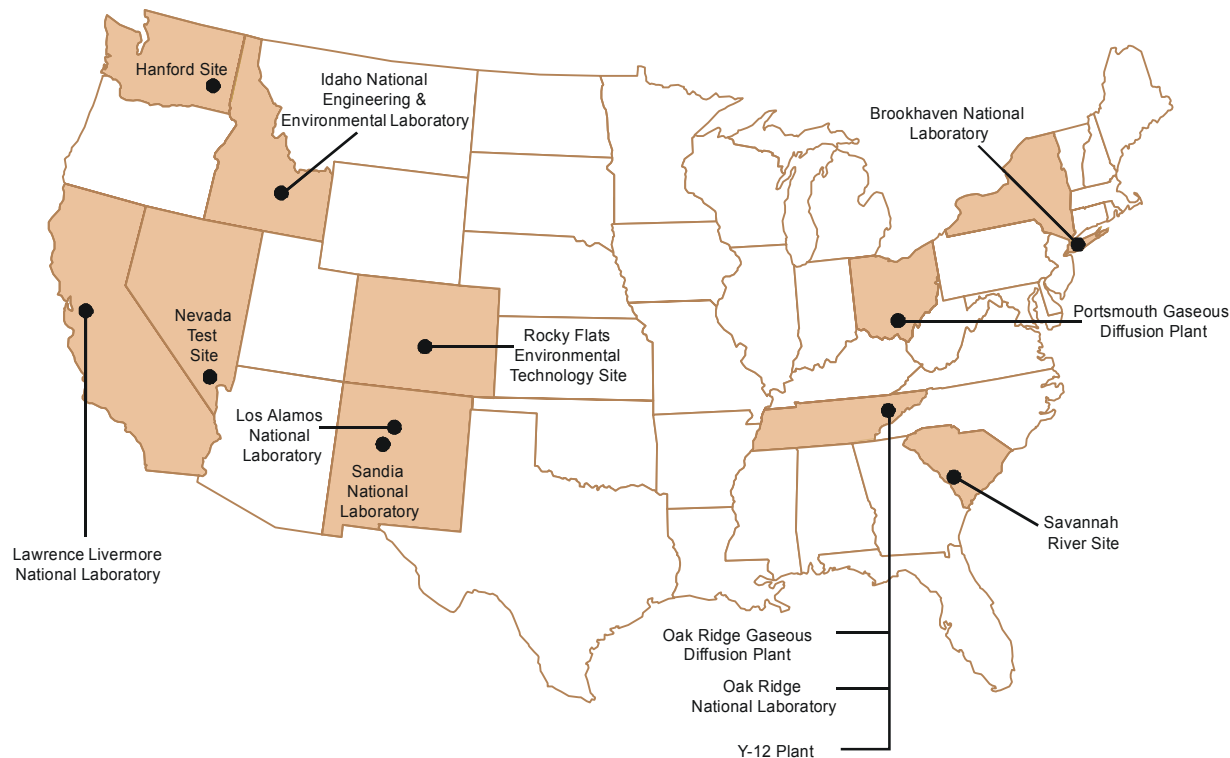 Hanford Site
Idaho National
Engineering &
Environmental Laboratory
Brookhaven National
Laboratory
Nevada
Test
Site
Rocky Flats
Environmental
Technology Site
Portsmouth Gaseous
Diffusion Plant
Los Alamos
National
Laboratory
Sandia
National
Laboratory
Lawrence Livermore
National Laboratory
Savannah
River Site
Oak Ridge Gaseous
Diffusion Plant
Oak Ridge
National Laboratory
Y-12 Plant